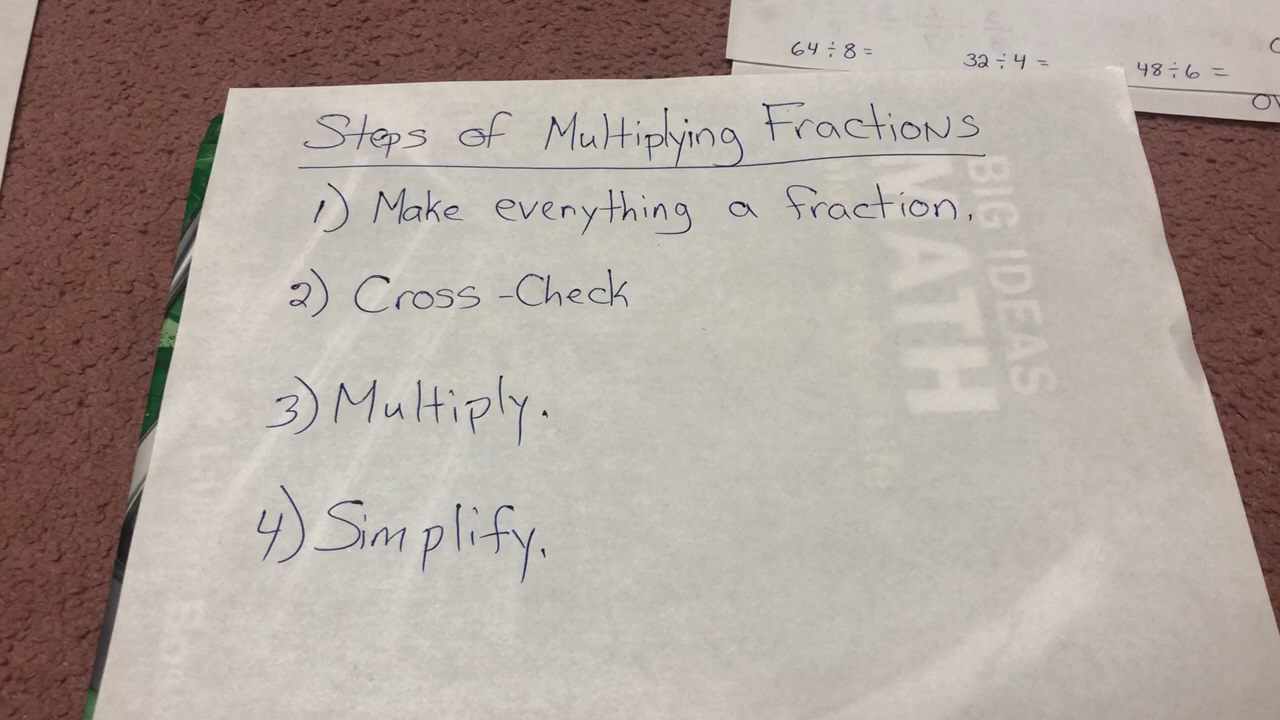 64÷8=
32÷4=
48÷6=
Steps of Multiplying Fractions
1) Make everything a fraction.
2) Cross-Check
3) Multiply.
4) Simplify.
BIG IDEAS
MATH